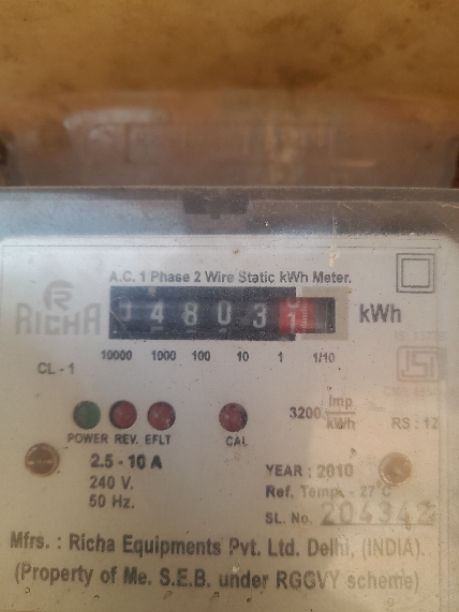 A.C. 1 Phase 2 Wire Static kWh Meter.
RICHA
04803 1 kWh
10000 1000 100 10 1 1/10
CL - 1
3200 Imp/kWh
RS : 12
POWER REV. EFLT CAL
2.5 - 10 A
240 V.
50 Hz.
YEAR : 2010
Ref. Temp. - 27°C
SL. No. 204342
Mfrs. : Richa Equipments Pvt. Ltd. Delhi, (INDIA).
(Property of Me. S.E.B. under RGGVY scheme)